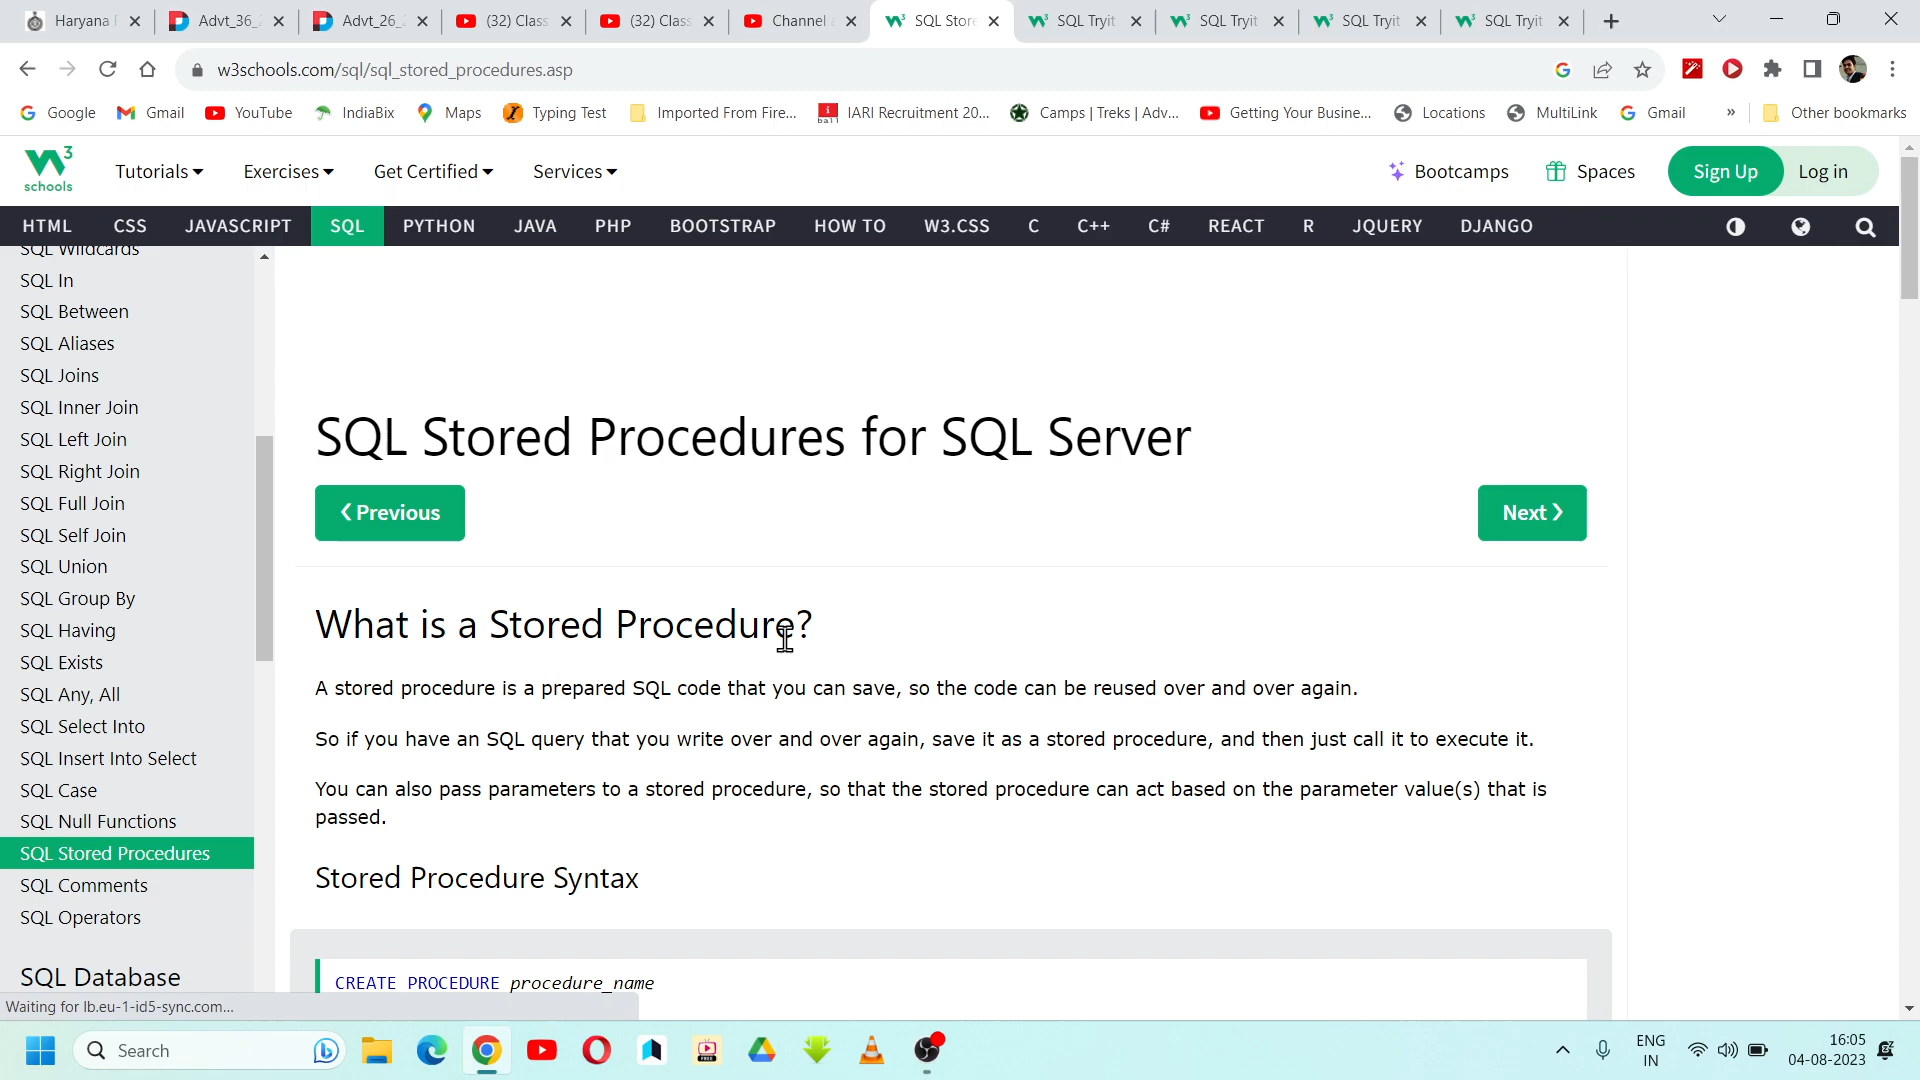 Haryana
Advt_36_
Advt_26_
(32) Class
(32) Class
Channel
SQL Stor
SQL Tryit
SQL Tryit
SQL Tryit
SQL Tryit
w3schools.com/sql/sql_stored_procedures.asp
Google
Gmail
YouTube
IndiaBix
Maps
Typing Test
Imported From Fire...
IARI Recruitment 20...
Camps | Treks | Adv...
Getting Your Busine...
Locations
MultiLink
Gmail
»
Other bookmarks
W3 schools
Tutorials
Exercises
Get Certified
Services
Bootcamps
Spaces
Sign Up
Log in
HTML
CSS
JAVASCRIPT
SQL
PYTHON
JAVA
PHP
BOOTSTRAP
HOW TO
W3.CSS
C
C++
C#
REACT
R
JQUERY
DJANGO
SQL Wildcards
SQL In
SQL Between
SQL Aliases
SQL Joins
SQL Inner Join
SQL Left Join
SQL Right Join
SQL Full Join
SQL Self Join
SQL Union
SQL Group By
SQL Having
SQL Exists
SQL Any, All
SQL Select Into
SQL Insert Into Select
SQL Case
SQL Null Functions
SQL Stored Procedures
SQL Comments
SQL Operators
SQL Database
SQL Stored Procedures for SQL Server
❮ Previous
Next ❯
What is a Stored Procedure?
A stored procedure is a prepared SQL code that you can save, so the code can be reused over and over again.
So if you have an SQL query that you write over and over again, save it as a stored procedure, and then just call it to execute it.
You can also pass parameters to a stored procedure, so that the stored procedure can act based on the parameter value(s) that is
passed.
Stored Procedure Syntax
CREATE PROCEDURE procedure_name
Waiting for lb.eu-1-id5-sync.com...
Search
ENG
IN
16:05
04-08-2023